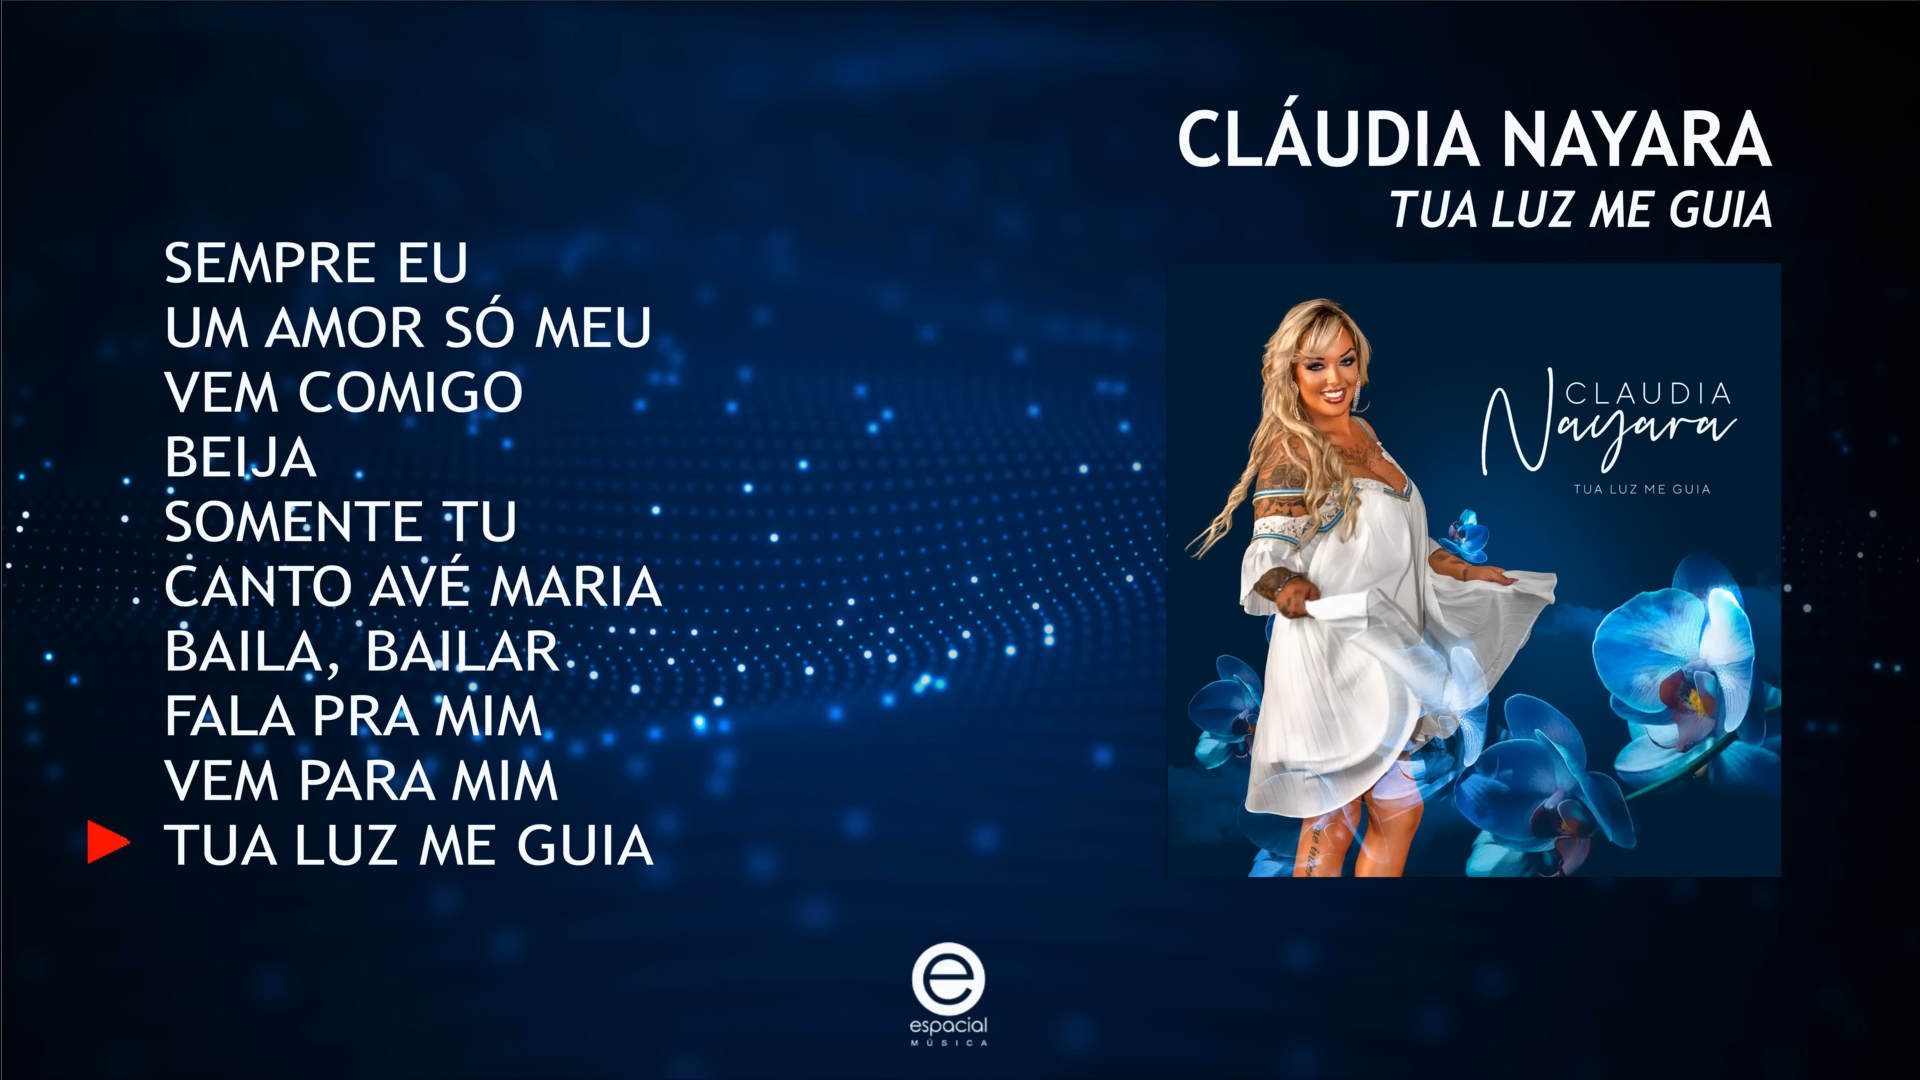 CLÁUDIA NAYARA
TUA LUZ ME GUIA
SEMPRE EU
UM AMOR SÓ MEU
VEM COMIGO
BEIJA
SOMENTE TU
CANTO AVÉ MARIA
BAILA, BAILAR
FALA PRA MIM
VEM PARA MIM
TUA LUZ ME GUIA
CLAUDIA
Nayara
TUA LUZ ME GUIA
e
espacial
MÚSICA